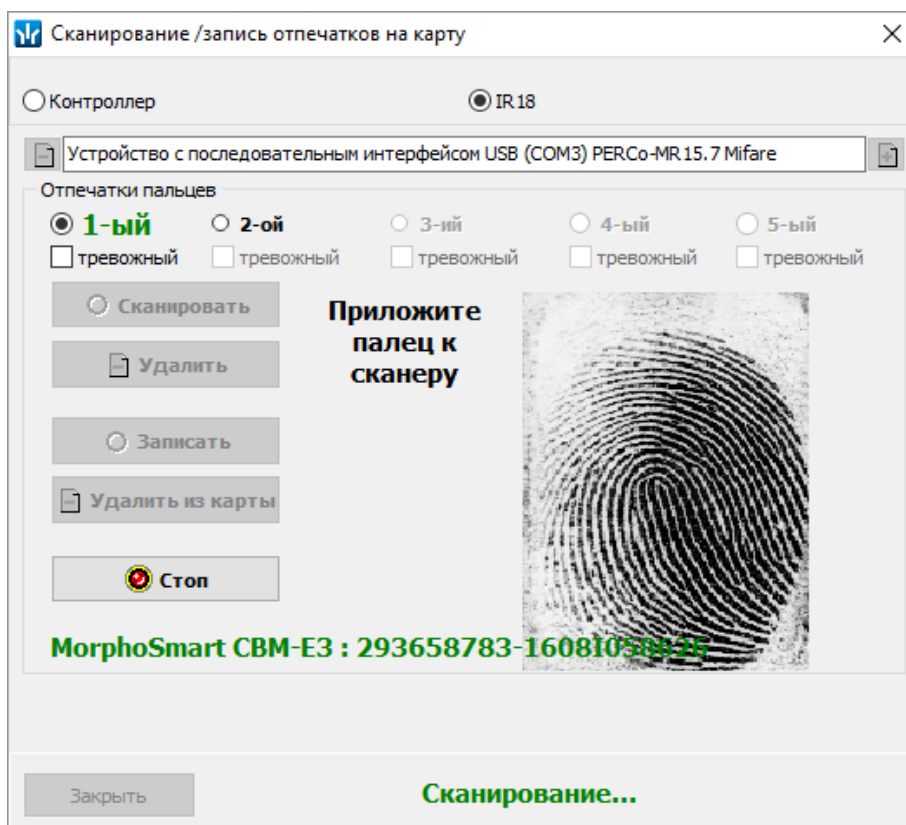 Сканирование /запись отпечатков на карту
Контроллер IR18
Устройство с последовательным интерфейсом USB (COM3) PERCo-MR15.7 Mifare
Отпечатки пальцев
1-ый 2-ой 3-ий 4-ый 5-ый
тревожный тревожный тревожный тревожный тревожный
Сканировать
Приложите
палец к
сканеру
Удалить
Записать
Удалить из карты
Стоп
MorphoSmart CBM-E3 : 293658783-1608I058626
Закрыть Сканирование...